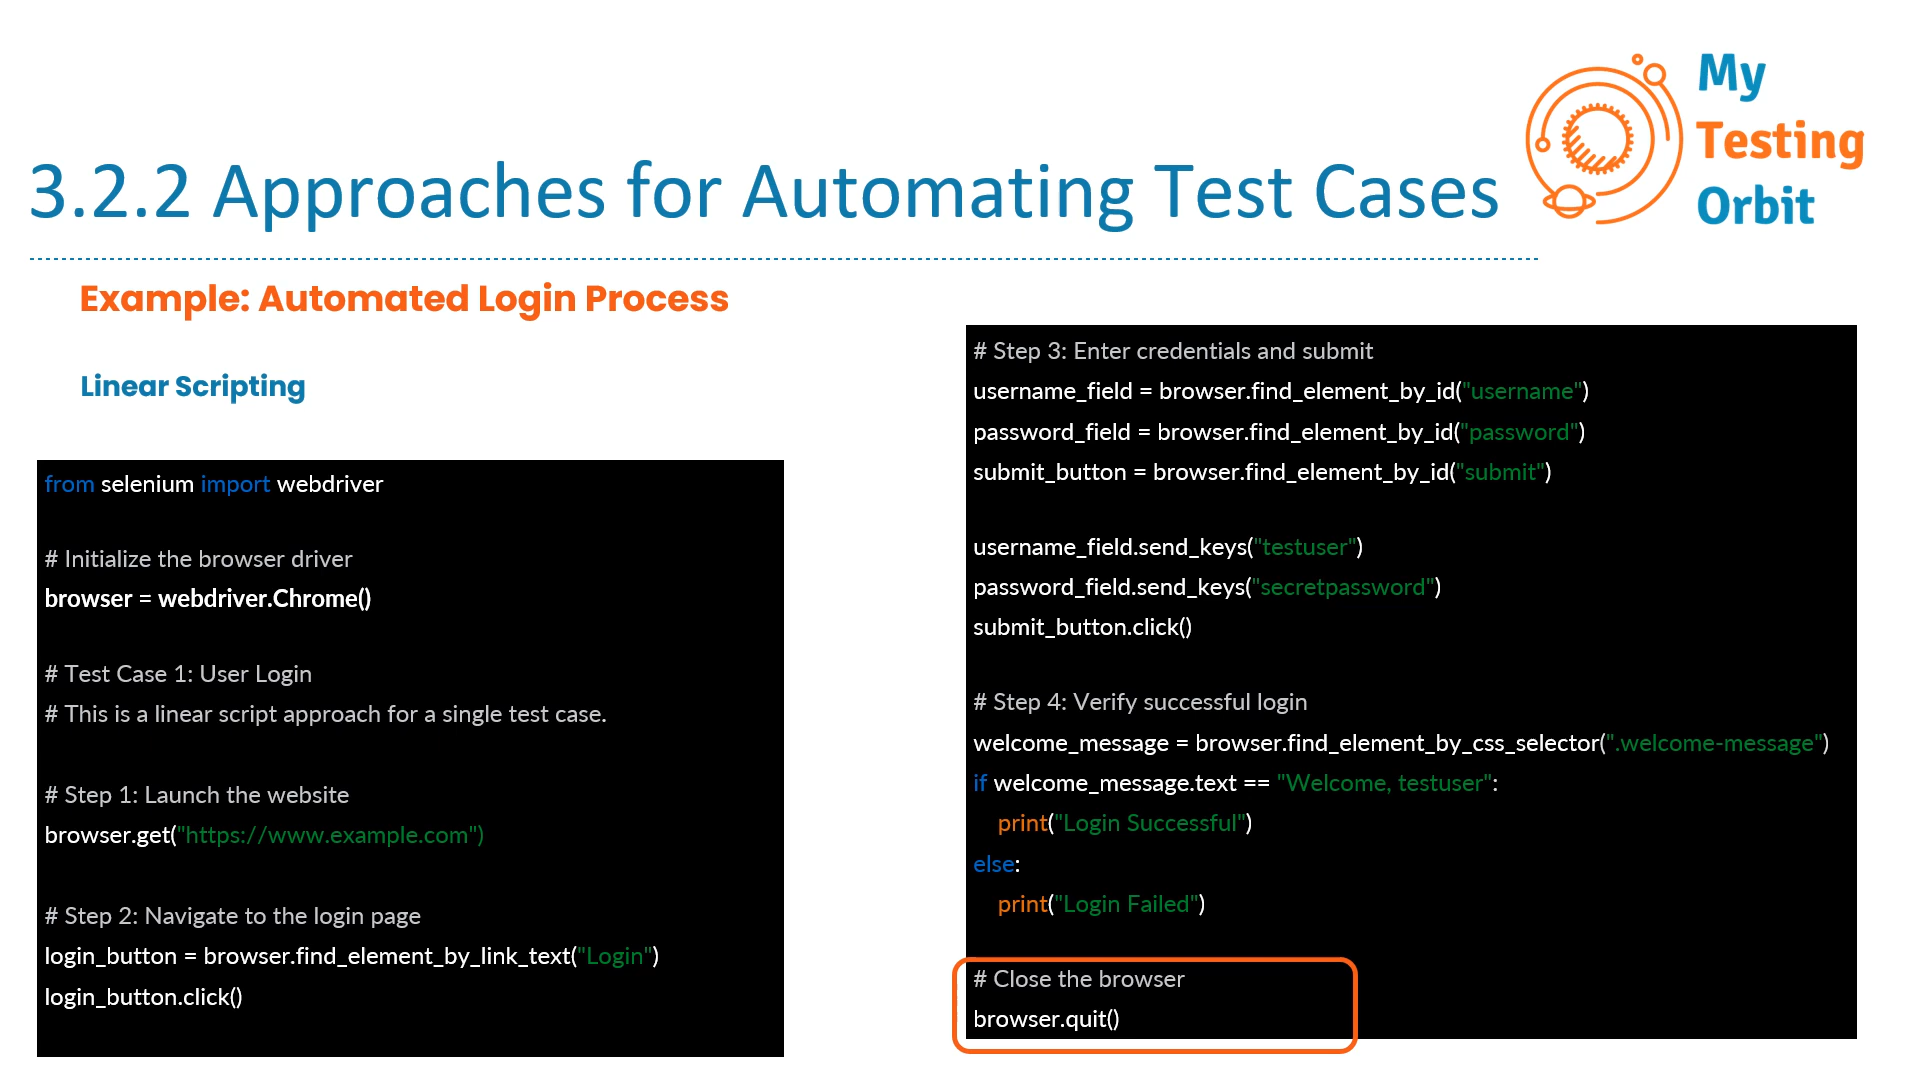 My
Testing
Orbit
3.2.2 Approaches for Automating Test Cases
Example: Automated Login Process
Linear Scripting
from selenium import webdriver
# Initialize the browser driver
browser = webdriver.Chrome()
# Test Case 1: User Login
# This is a linear script approach for a single test case.
# Step 1: Launch the website
browser.get("https://www.example.com")
# Step 2: Navigate to the login page
login_button = browser.find_element_by_link_text("Login")
login_button.click()
# Step 3: Enter credentials and submit
username_field = browser.find_element_by_id("username")
password_field = browser.find_element_by_id("password")
submit_button = browser.find_element_by_id("submit")
username_field.send_keys("testuser")
password_field.send_keys("secretpassword")
submit_button.click()
# Step 4: Verify successful login
welcome_message = browser.find_element_by_css_selector(".welcome-message")
if welcome_message.text == "Welcome, testuser":
print("Login Successful")
else:
print("Login Failed")
# Close the browser
browser.quit()